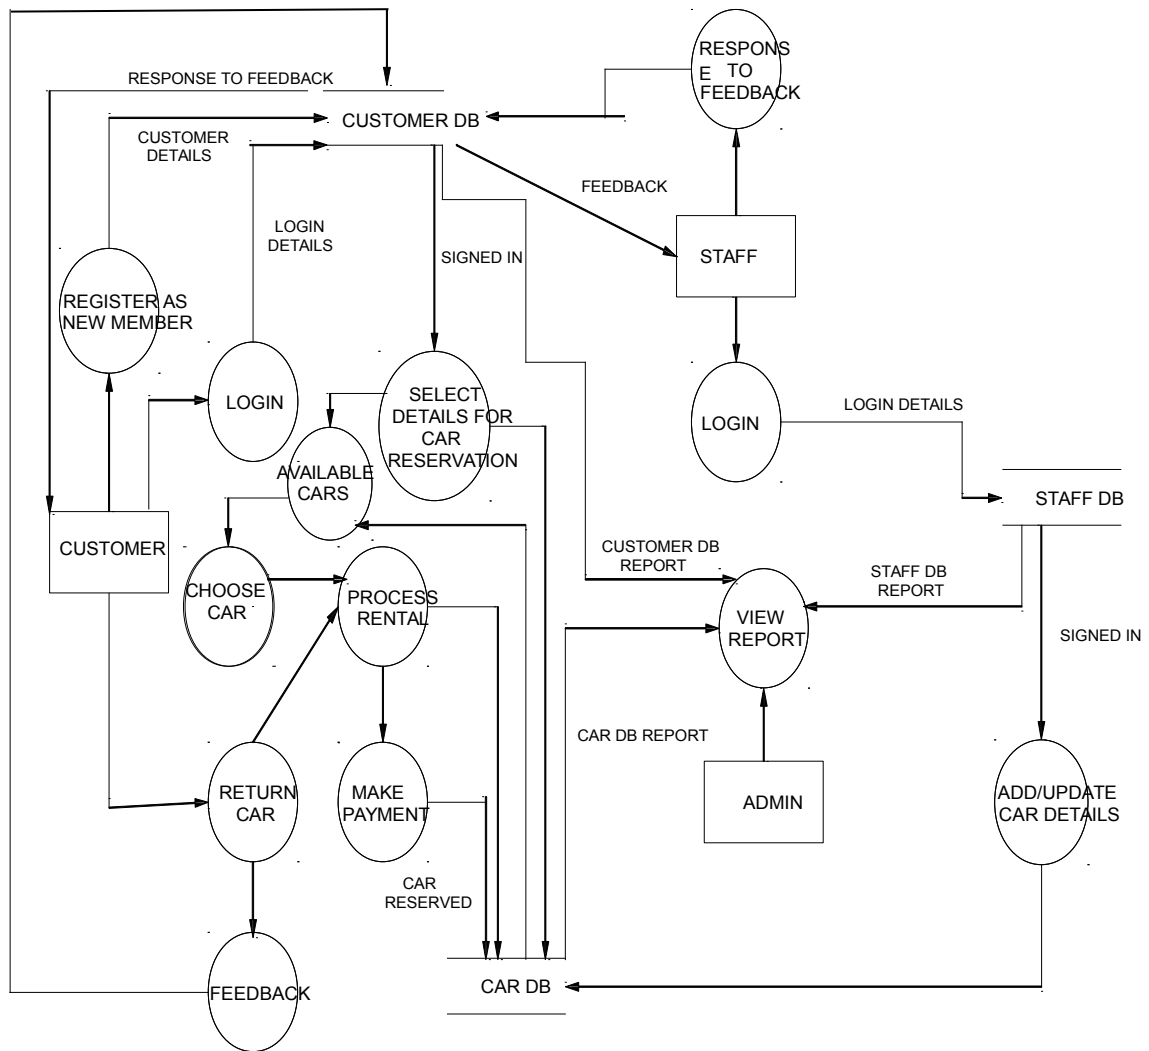 RESPONS
E TO
FEEDBACK
RESPONSE TO FEEDBACK
CUSTOMER DB
CUSTOMER
DETAILS
FEEDBACK
LOGIN
DETAILS
SIGNED IN
STAFF
REGISTER AS
NEW MEMBER
LOGIN
SELECT
DETAILS FOR
CAR
RESERVATION
LOGIN
LOGIN DETAILS
AVAILABLE
CARS
STAFF DB
CUSTOMER
CUSTOMER DB
REPORT
STAFF DB
REPORT
CHOOSE
CAR
PROCESS
RENTAL
VIEW
REPORT
SIGNED IN
CAR DB REPORT
RETURN
CAR
MAKE
PAYMENT
ADMIN
ADD/UPDATE
CAR DETAILS
CAR
RESERVED
FEEDBACK
CAR DB